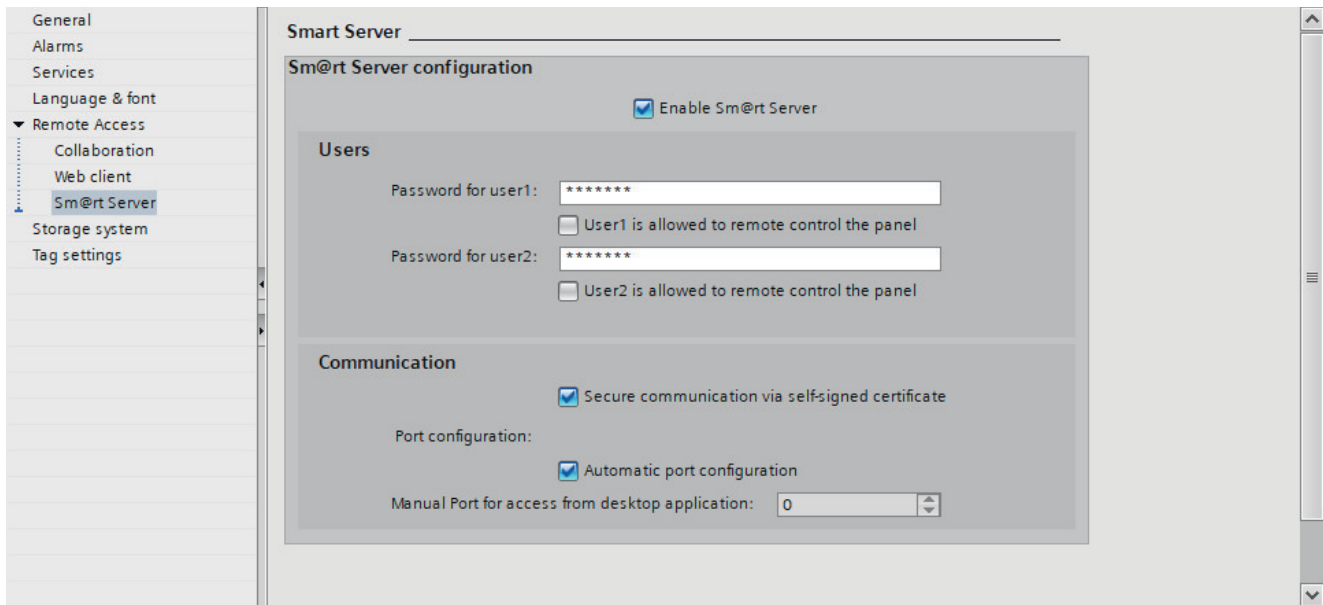 General
Alarms
Services
Language & font
Remote Access
Collaboration
Web client
Sm@rt Server
Storage system
Tag settings
Smart Server
Sm@rt Server configuration
Enable Sm@rt Server
Users
Password for user1: *******
User1 is allowed to remote control the panel
Password for user2: *******
User2 is allowed to remote control the panel
Communication
Secure communication via self-signed certificate
Port configuration:
Automatic port configuration
Manual Port for access from desktop application: 0